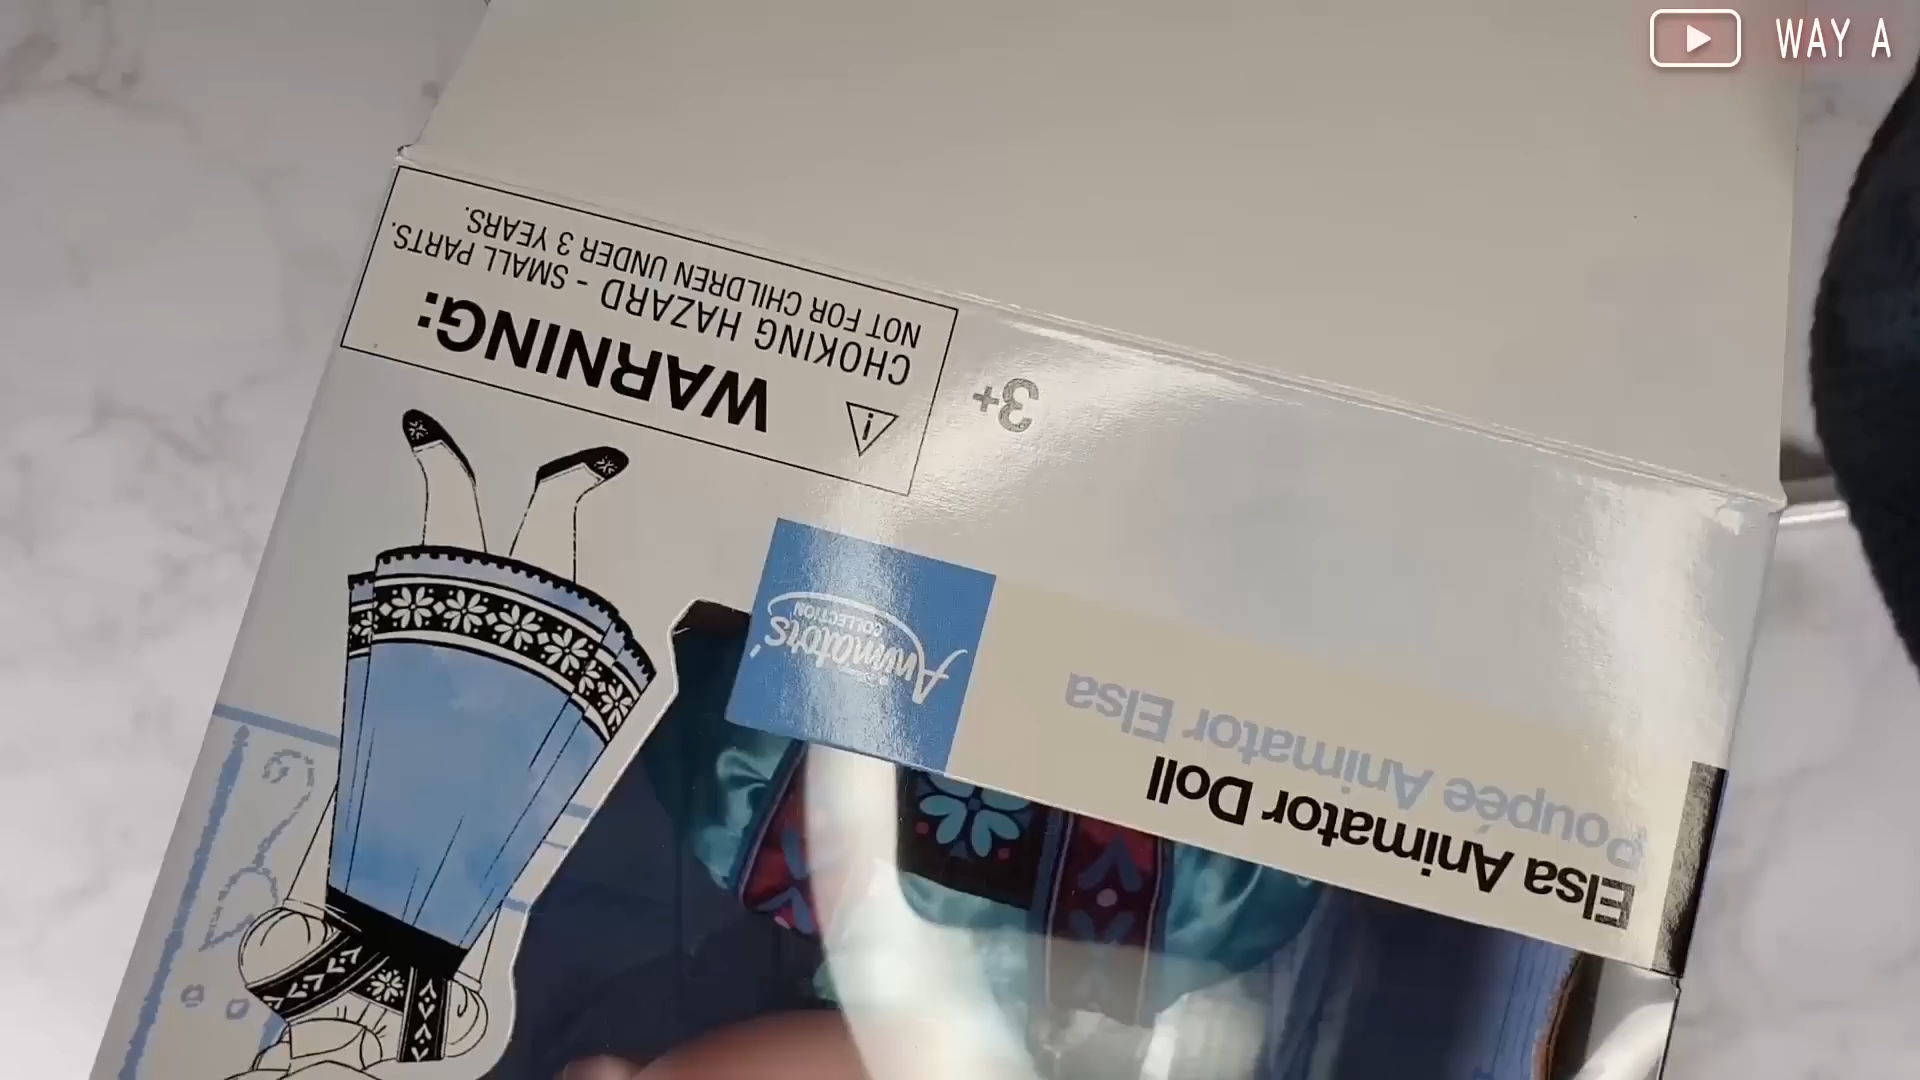 WAY A
Elsa Animator Doll
Poupée Animator Elsa
Disney
Animators'
COLLECTION
3+
WARNING:
CHOKING HAZARD - SMALL PARTS.
NOT FOR CHILDREN UNDER 3 YEARS.